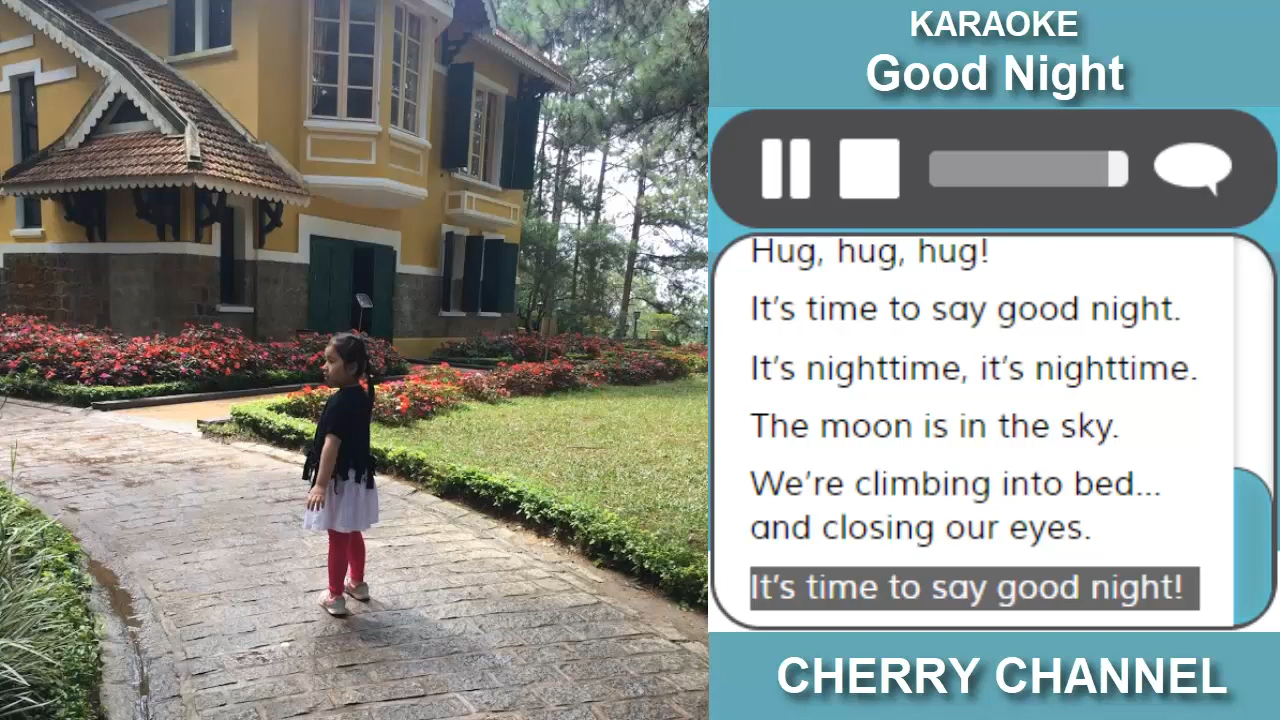 KARAOKE
Good Night
Hug, hug, hug!
It's time to say good night.
It's nighttime, it's nighttime.
The moon is in the sky.
We're climbing into bed...
and closing our eyes.
It's time to say good night!
CHERRY CHANNEL